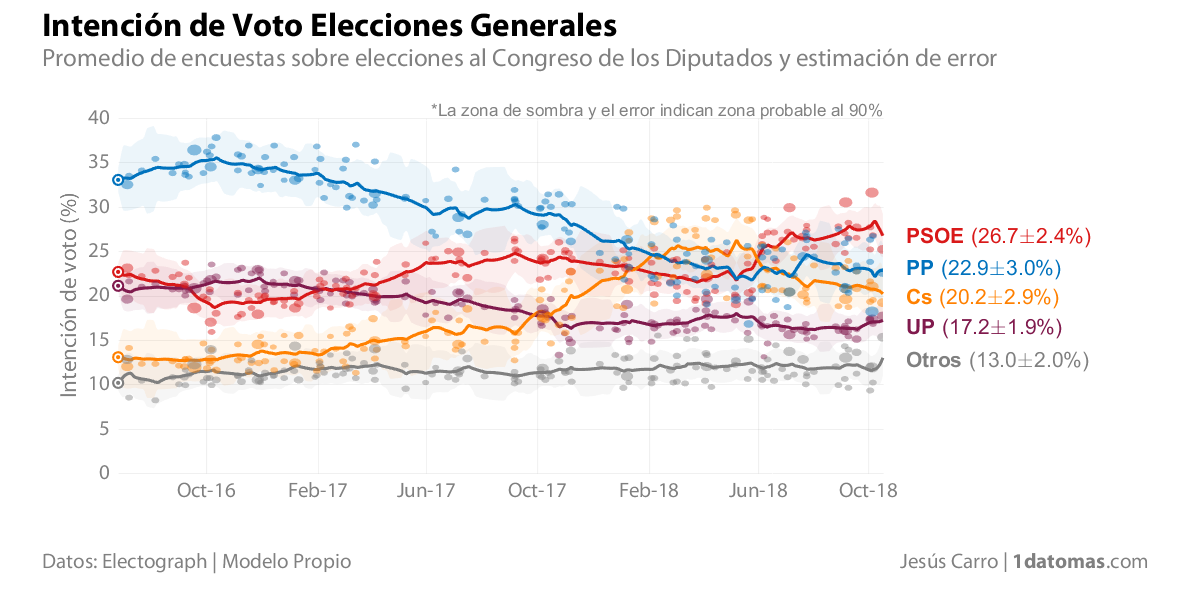 Intención de Voto Elecciones Generales
Promedio de encuestas sobre elecciones al Congreso de los Diputados y estimación de error
*La zona de sombra y el error indican zona probable al 90%
Intención de voto (%)
40
35
30
25
20
15
10
5
0
Oct-16 Feb-17 Jun-17 Oct-17 Feb-18 Jun-18 Oct-18
PSOE (26.7±2.4%)
PP (22.9±3.0%)
Cs (20.2±2.9%)
UP (17.2±1.9%)
Otros (13.0±2.0%)
Datos: Electograph | Modelo Propio
Jesús Carro | 1datomas.com